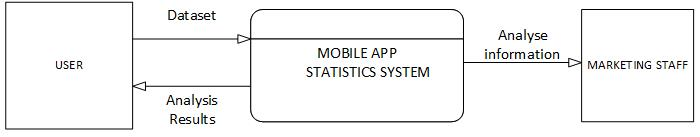 Dataset
USER
Analysis
Results
MOBILE APP
STATISTICS SYSTEM
Analyse
information
MARKETING STAFF